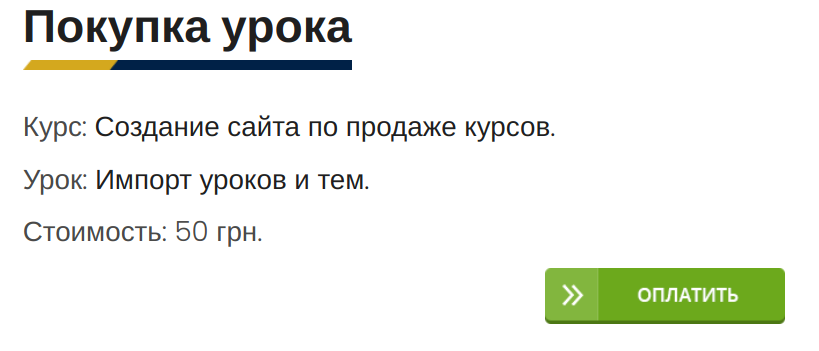 Покупка урока
Курс: Создание сайта по продаже курсов.
Урок: Импорт уроков и тем.
Стоимость: 50 грн.
ОПЛАТИТЬ